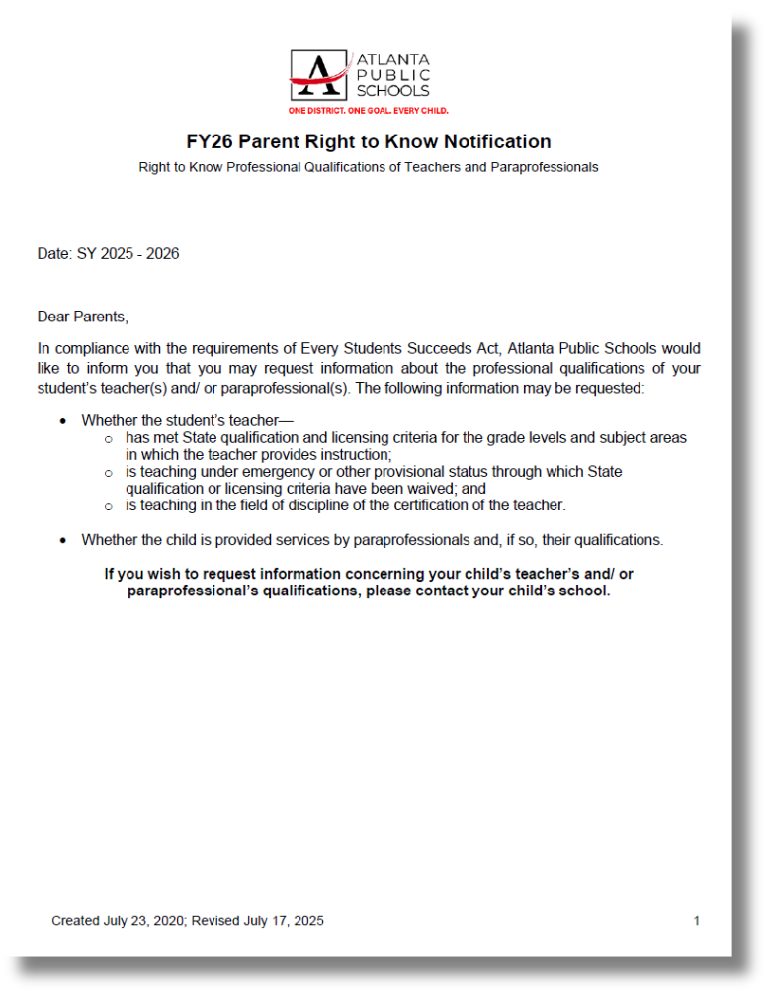 A
ATLANTA
PUBLIC
SCHOOLS
ONE DISTRICT. ONE GOAL. EVERY CHILD.
FY26 Parent Right to Know Notification
Right to Know Professional Qualifications of Teachers and Paraprofessionals
Date: SY 2025 - 2026
Dear Parents,
In compliance with the requirements of Every Students Succeeds Act, Atlanta Public Schools would
like to inform you that you may request information about the professional qualifications of your
student’s teacher(s) and/ or paraprofessional(s). The following information may be requested:
• Whether the student’s teacher—
o has met State qualification and licensing criteria for the grade levels and subject areas
in which the teacher provides instruction;
o is teaching under emergency or other provisional status through which State
qualification or licensing criteria have been waived; and
o is teaching in the field of discipline of the certification of the teacher.
• Whether the child is provided services by paraprofessionals and, if so, their qualifications.
If you wish to request information concerning your child’s teacher’s and/ or
paraprofessional’s qualifications, please contact your child’s school.
Created July 23, 2020; Revised July 17, 2025 1